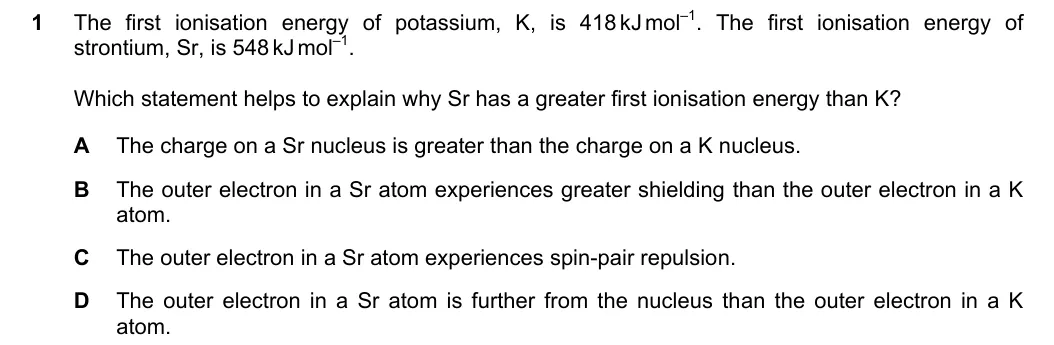 1 The first ionisation energy of potassium, K, is 418 kJ mol⁻¹. The first ionisation energy of
strontium, Sr, is 548 kJ mol⁻¹.
Which statement helps to explain why Sr has a greater first ionisation energy than K?
A The charge on a Sr nucleus is greater than the charge on a K nucleus.
B The outer electron in a Sr atom experiences greater shielding than the outer electron in a K
atom.
C The outer electron in a Sr atom experiences spin-pair repulsion.
D The outer electron in a Sr atom is further from the nucleus than the outer electron in a K
atom.